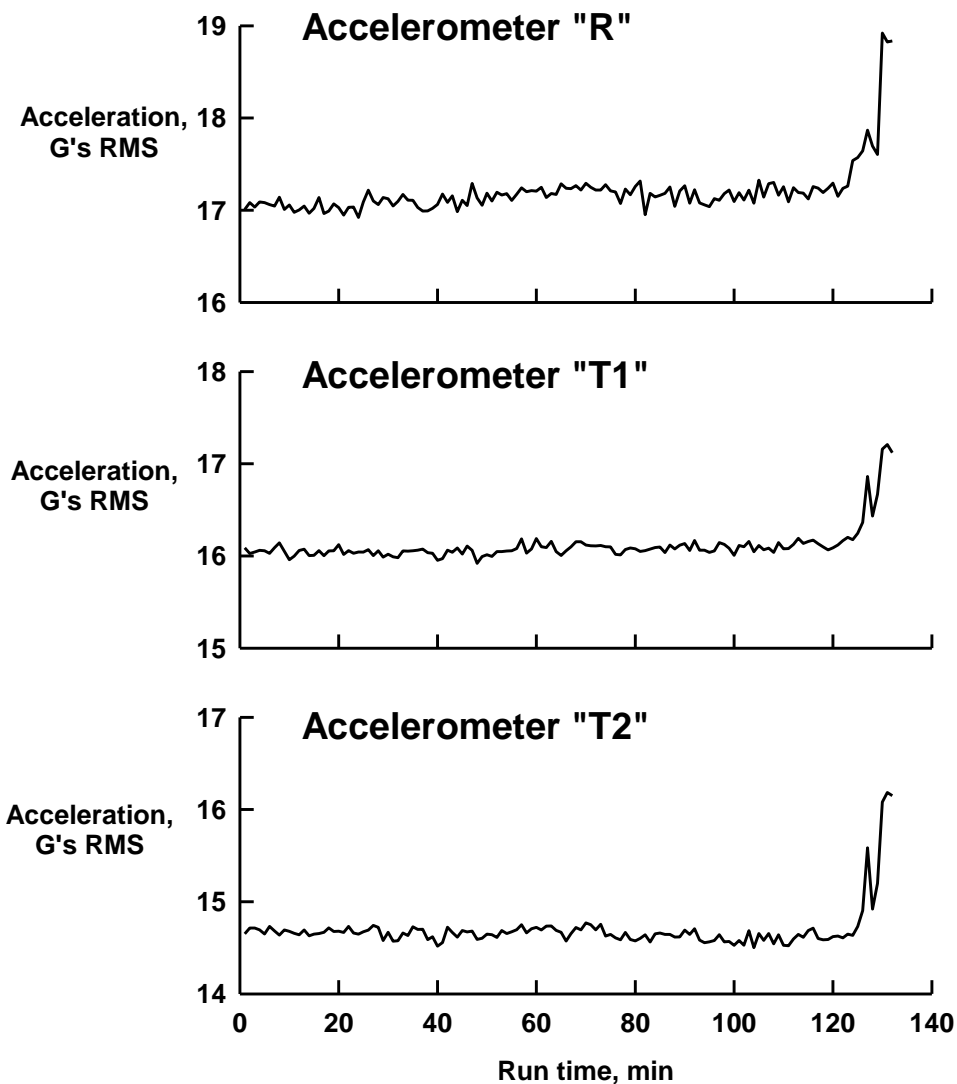 Accelerometer "R"
19
18
17
16
Acceleration,
G's RMS
Accelerometer "T1"
18
17
16
15
Acceleration,
G's RMS
Accelerometer "T2"
17
16
15
14
Acceleration,
G's RMS
0 20 40 60 80 100 120 140
Run time, min